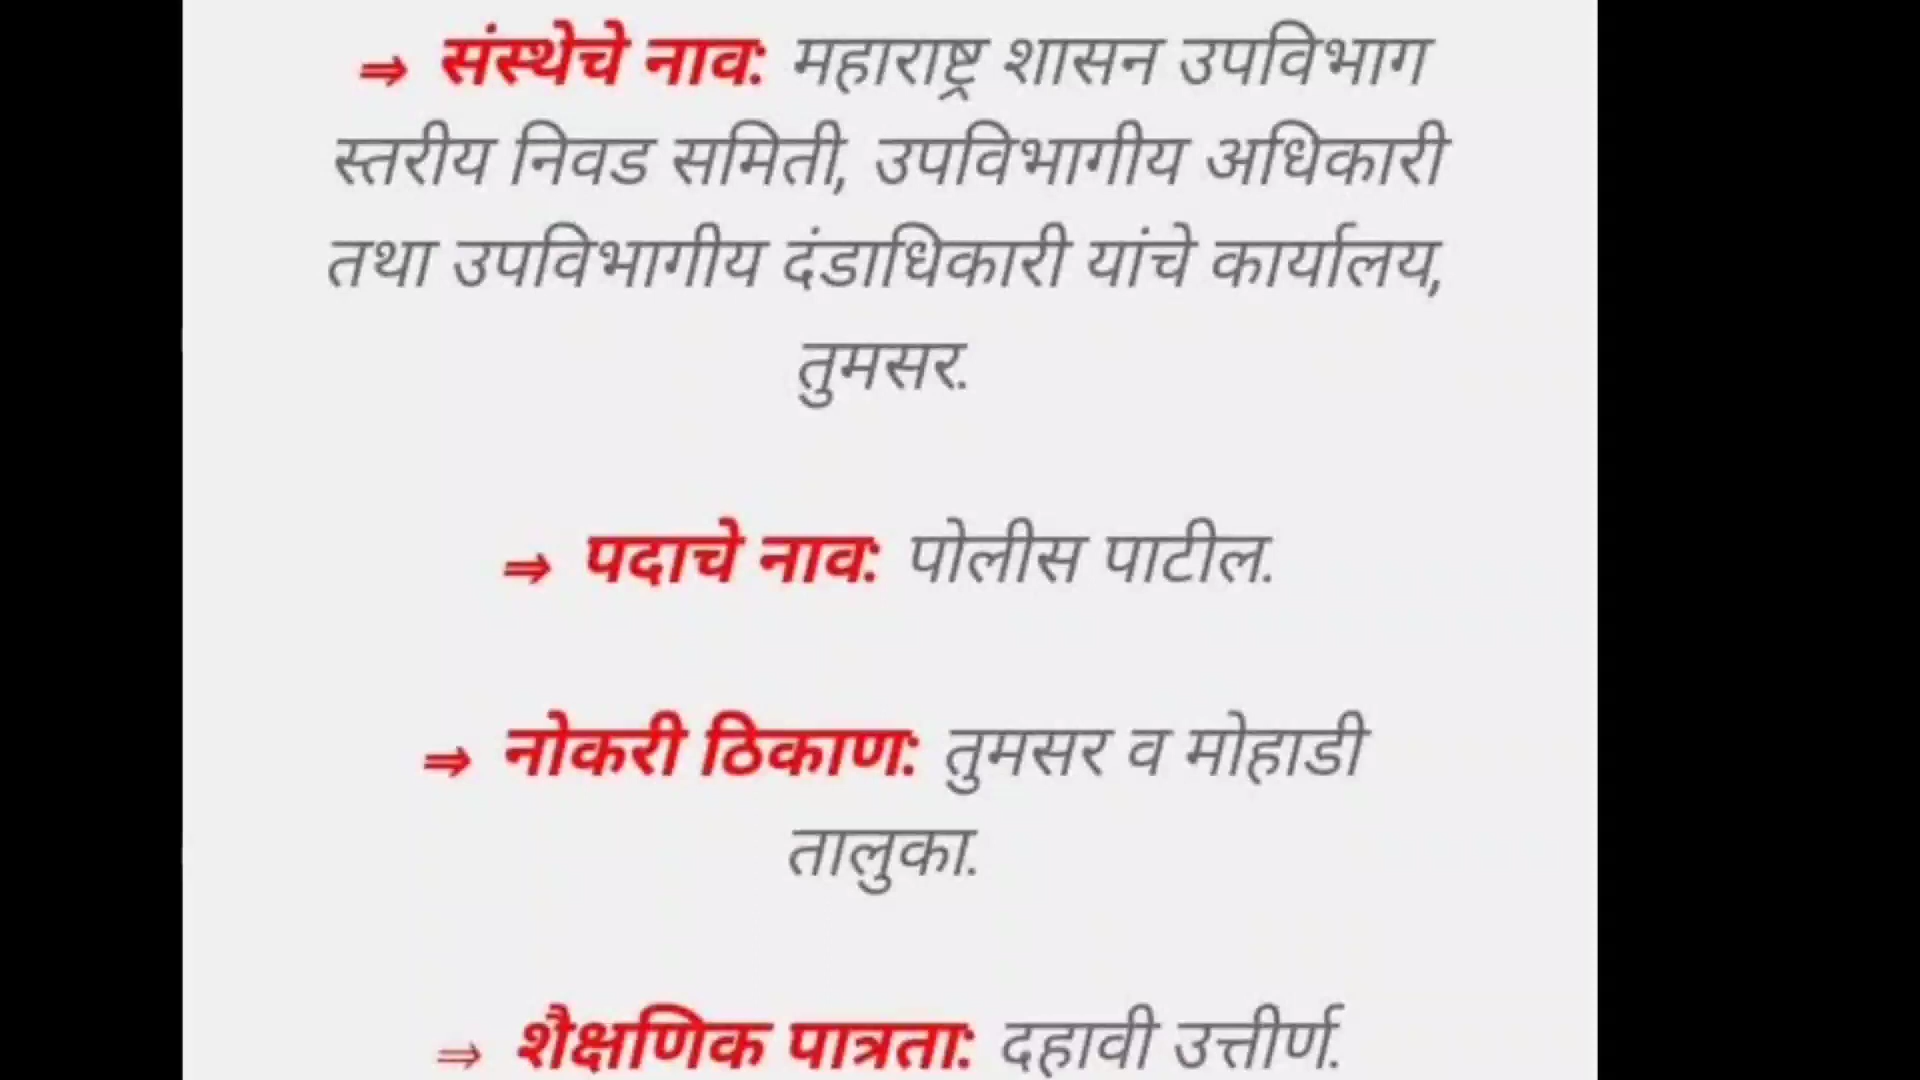 ⇒ संस्थेचे नाव: महाराष्ट्र शासन उपविभाग
स्तरीय निवड समिती, उपविभागीय अधिकारी
तथा उपविभागीय दंडाधिकारी यांचे कार्यालय,
तुमसर.
⇒ पदाचे नाव: पोलीस पाटील.
⇒ नोकरी ठिकाण: तुमसर व मोहाडी
तालुका.
⇒ शैक्षणिक पात्रता: दहावी उत्तीर्ण.